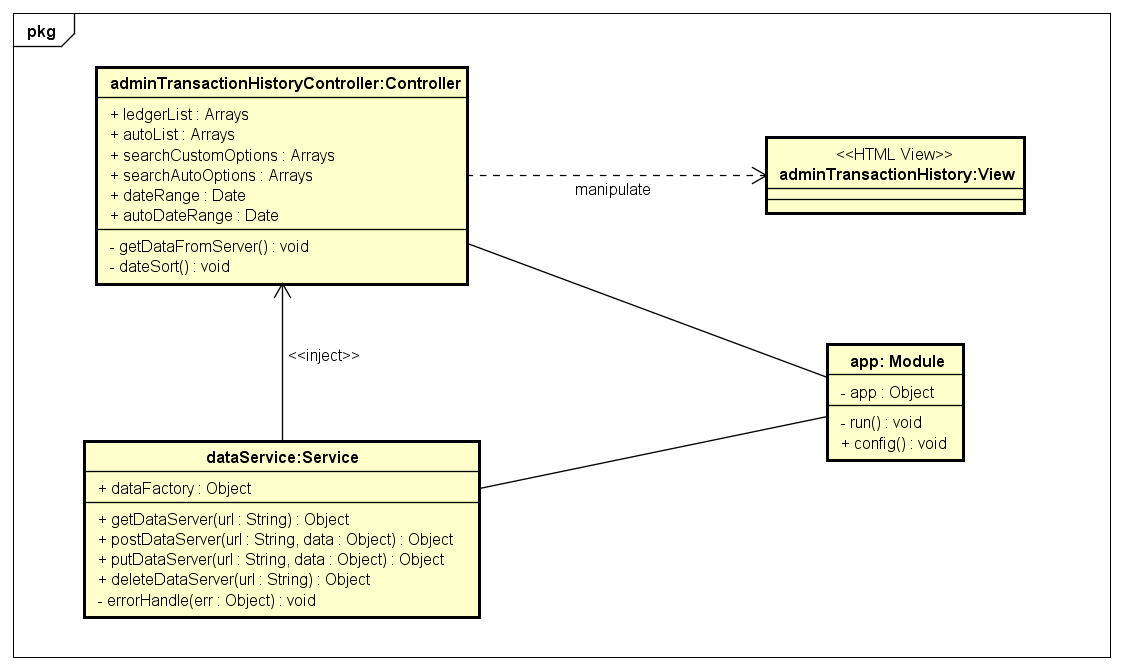 pkg
adminTransactionHistoryController:Controller
+ ledgerList : Arrays
+ autoList : Arrays
+ searchCustomOptions : Arrays
+ searchAutoOptions : Arrays
+ dateRange : Date
+ autoDateRange : Date
- getDataFromServer() : void
- dateSort() : void
manipulate
<<HTML View>>
adminTransactionHistory:View
<<inject>>
app: Module
- app : Object
- run() : void
+ config() : void
dataService:Service
+ dataFactory : Object
+ getDataServer(url : String) : Object
+ postDataServer(url : String, data : Object) : Object
+ putDataServer(url : String, data : Object) : Object
+ deleteDataServer(url : String) : Object
- errorHandle(err : Object) : void